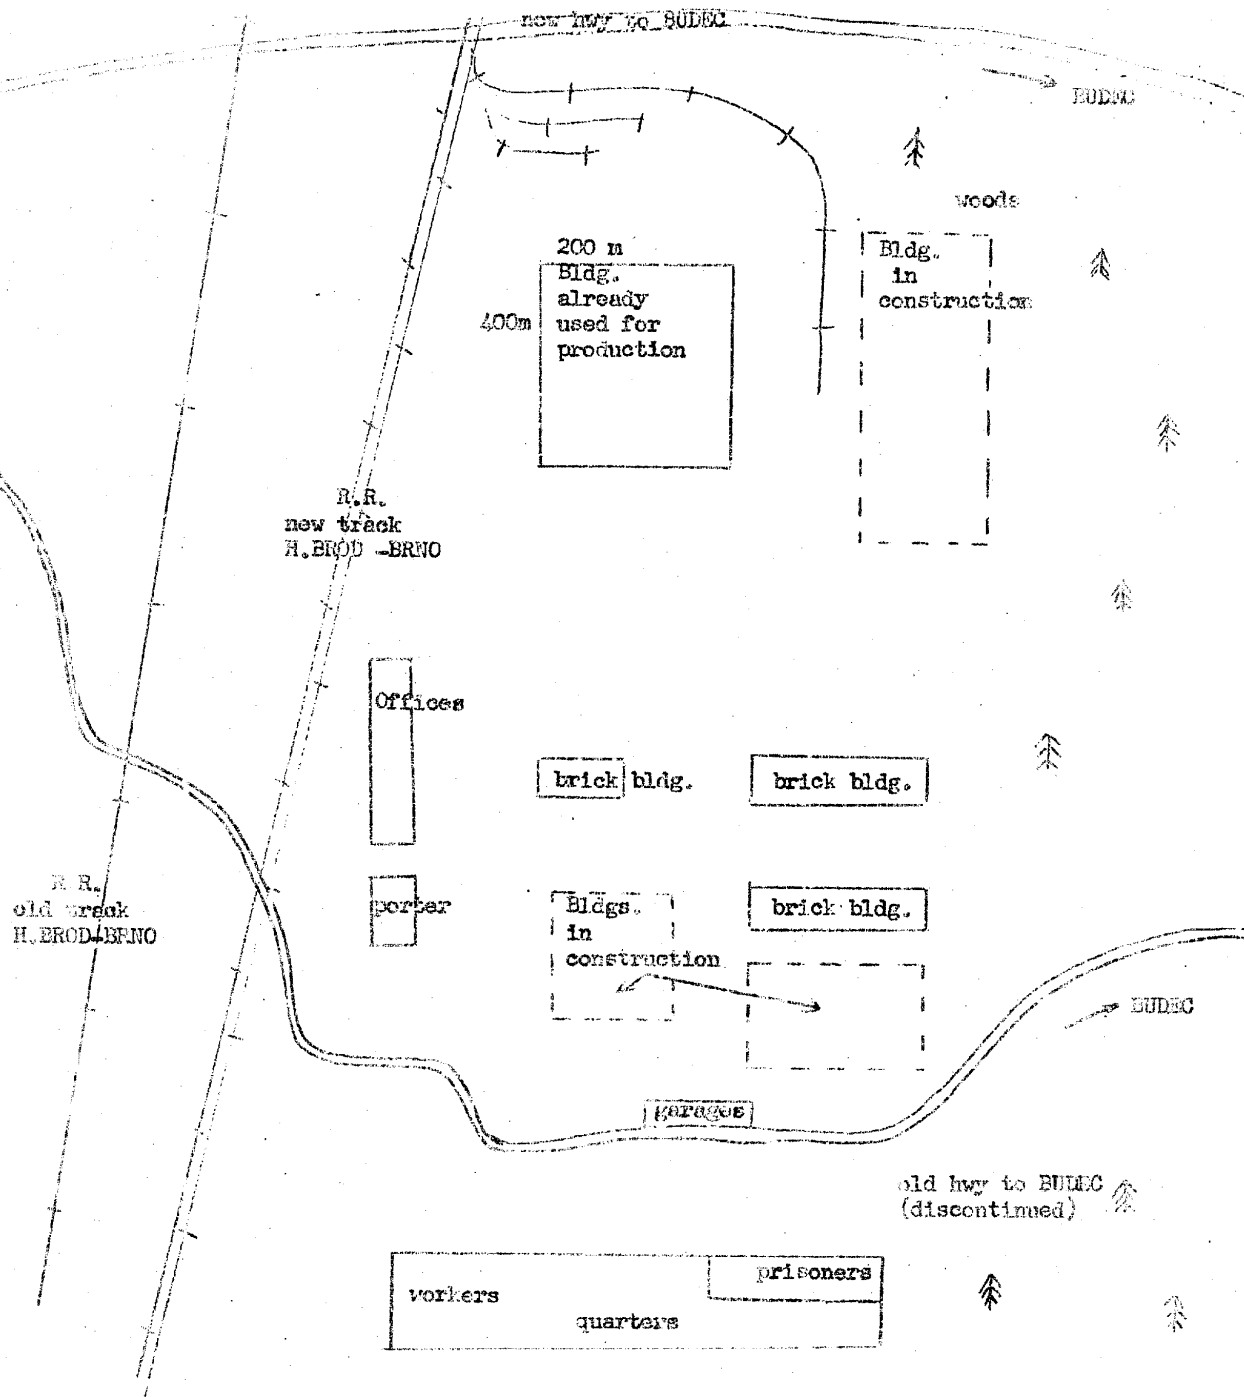 new hwy to BUDEC
BUDEC
woods
200 m
Bldg.
already
used for
production
400m
Bldg.
in
construction
R.R.
new track
H.BROD -BRNO
Offices
brick bldg.
brick bldg.
R R.
old track
H.BROD-BRNO
porter
Bldgs.
in
construction
brick bldg.
BUDEC
garages
old hwy to BUDEC
(discontinued)
prisoners
workers
quarters